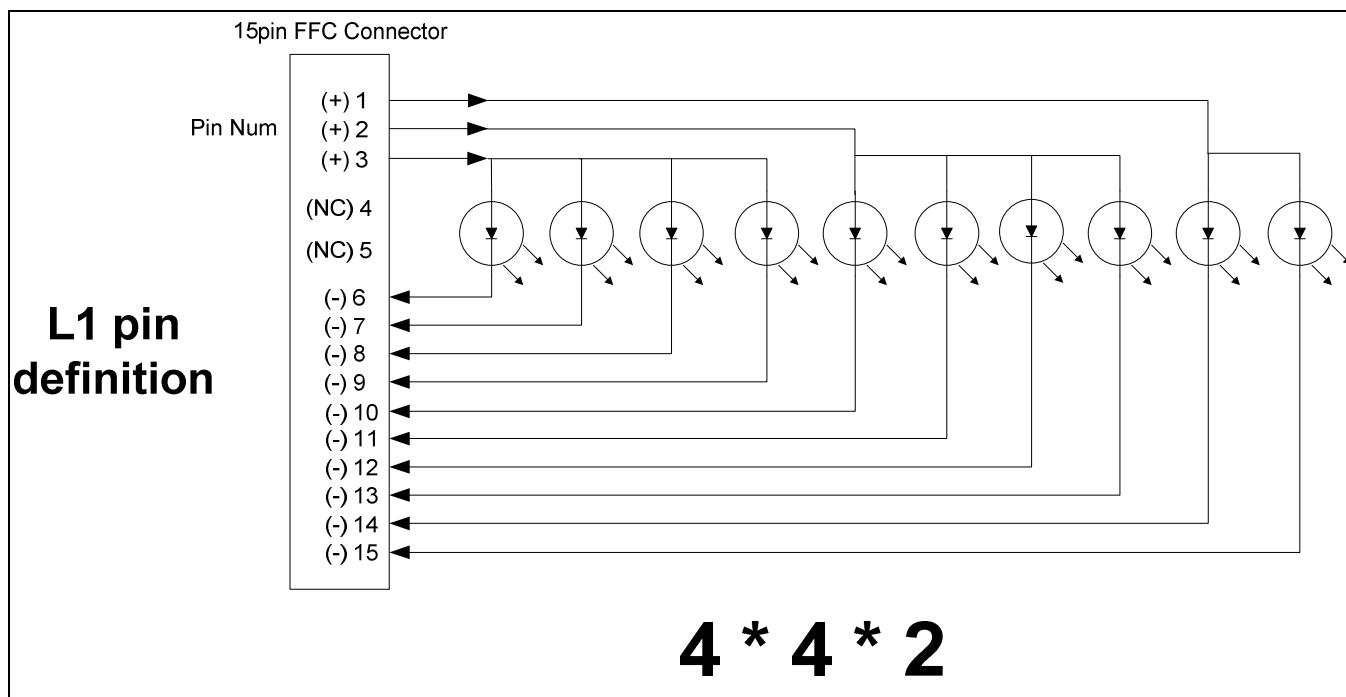 15pin FFC Connector
Pin Num
(+) 1
(+) 2
(+) 3
(NC) 4
(NC) 5
(-) 6
(-) 7
(-) 8
(-) 9
(-) 10
(-) 11
(-) 12
(-) 13
(-) 14
(-) 15
L1 pin
definition
4 * 4 * 2